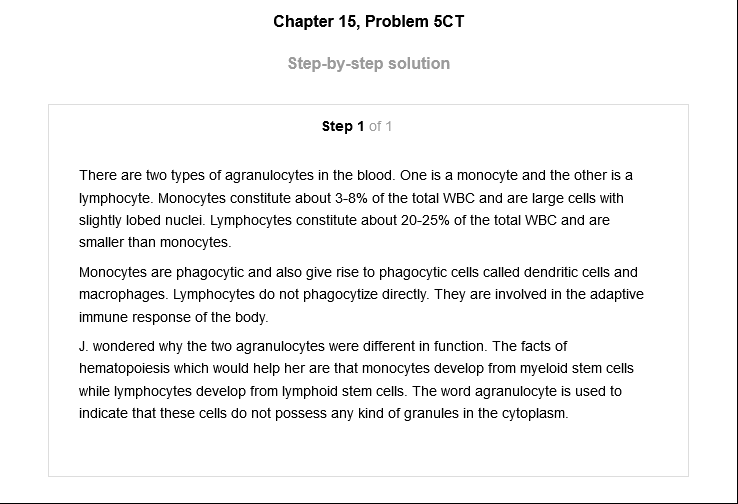 Chapter 15, Problem 5CT
Step-by-step solution
Step 1 of 1
There are two types of agranulocytes in the blood. One is a monocyte and the other is a
lymphocyte. Monocytes constitute about 3-8% of the total WBC and are large cells with
slightly lobed nuclei. Lymphocytes constitute about 20-25% of the total WBC and are
smaller than monocytes.
Monocytes are phagocytic and also give rise to phagocytic cells called dendritic cells and
macrophages. Lymphocytes do not phagocytize directly. They are involved in the adaptive
immune response of the body.
J. wondered why the two agranulocytes were different in function. The facts of
hematopoiesis which would help her are that monocytes develop from myeloid stem cells
while lymphocytes develop from lymphoid stem cells. The word agranulocyte is used to
indicate that these cells do not possess any kind of granules in the cytoplasm.